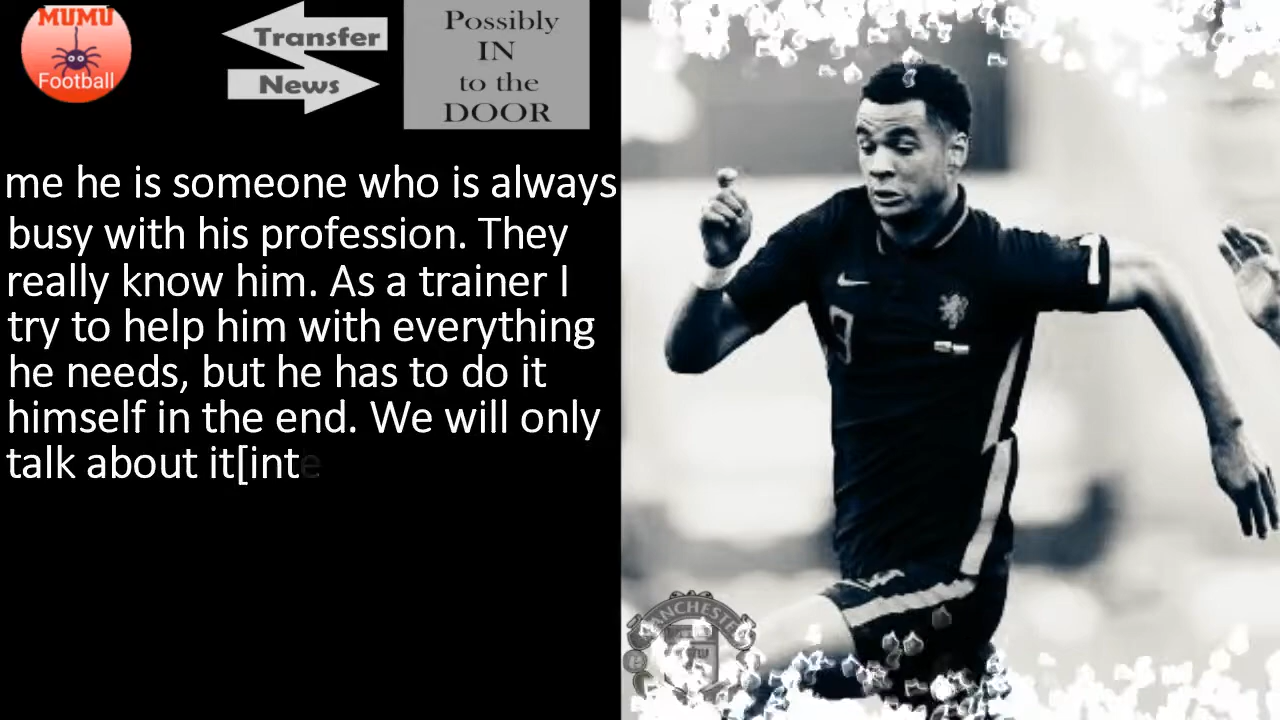 MUMU
Football
Transfer
News
Possibly
IN
to the
DOOR
me he is someone who is always
busy with his profession. They
really know him. As a trainer I
try to help him with everything
he needs, but he has to do it
himself in the end. We will only
talk about it[inte
MANCHESTE